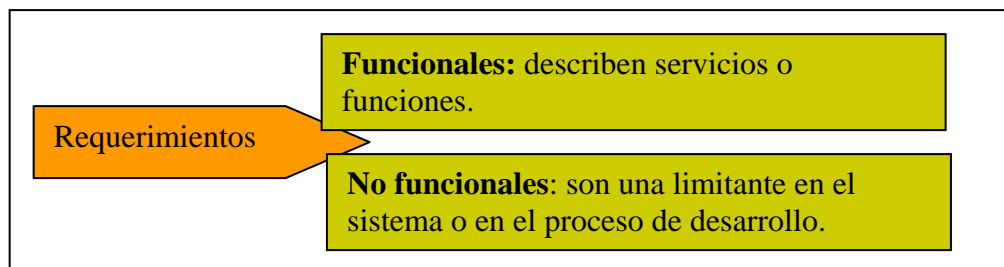 Funcionales: describen servicios o
funciones.
Requerimientos
No funcionales: son una limitante en el
sistema o en el proceso de desarrollo.